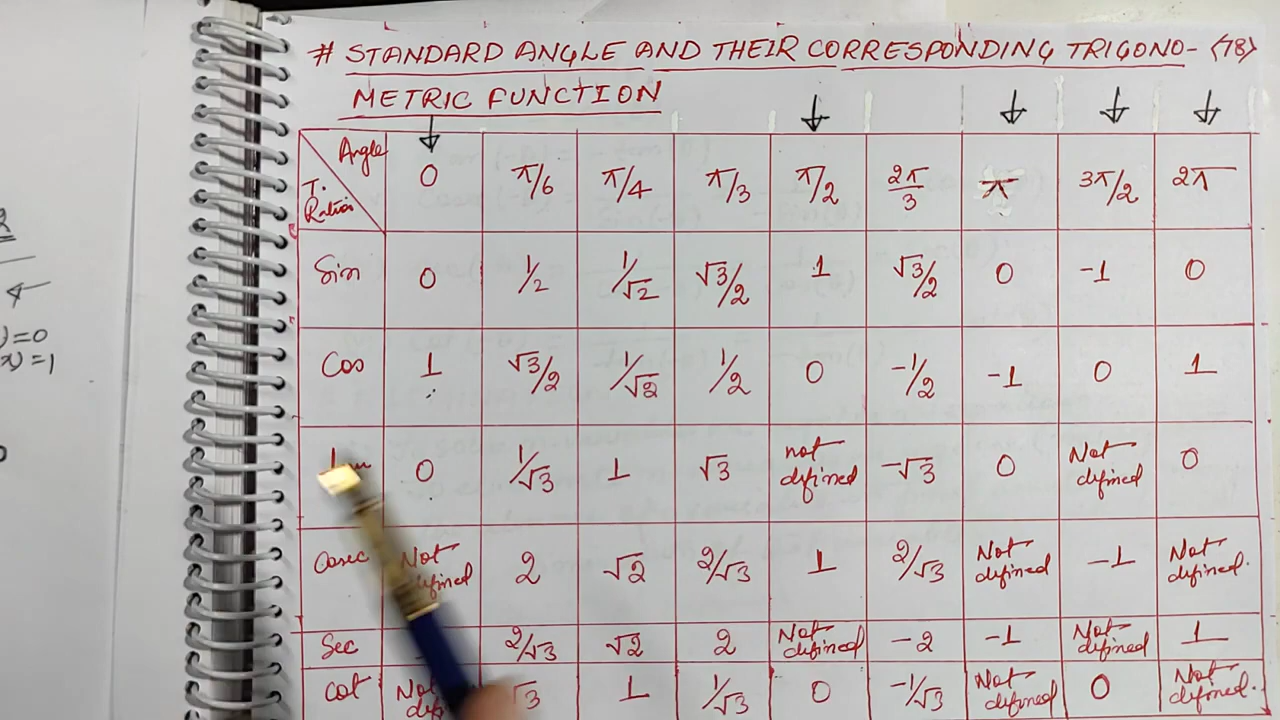 # STANDARD ANGLE AND THEIR CORRESPONDING TRIGONO- (78)
METRIC FUNCTION
Angle 0 π/6 π/4 π/3 π/2 2π/3 π 3π/2 2π
T. Ratios
Sin 0 1/2 1/√2 √3/2 1 √3/2 0 -1 0
Cos 1 √3/2 1/√2 1/2 0 -1/2 -1 0 1
0 1/√3 1 √3 not defined -√3 0 Not defined 0
Cosec Not defined 2 √2 2/√3 1 2/√3 Not defined -1 Not defined.
Sec 2/√3 √2 2 Not defined -2 -1 Not defined 1
Cot Not √3 1 1/√3 0 -1/√3 Not defined 0 Not defined.
)=0
x)=1